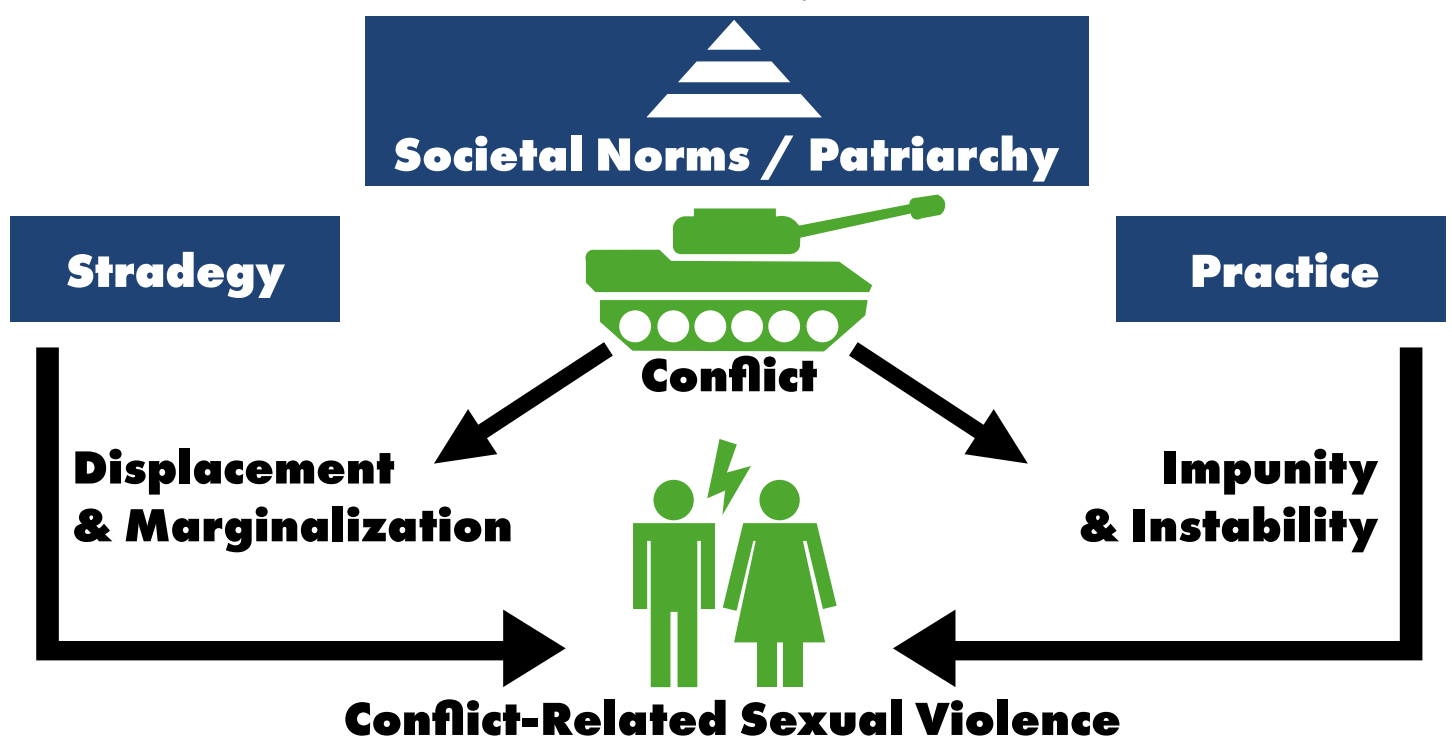 Societal Norms / Patriarchy
Stradegy
Practice
Conflict
Displacement
& Marginalization
Impunity
& Instability
Conflict-Related Sexual Violence